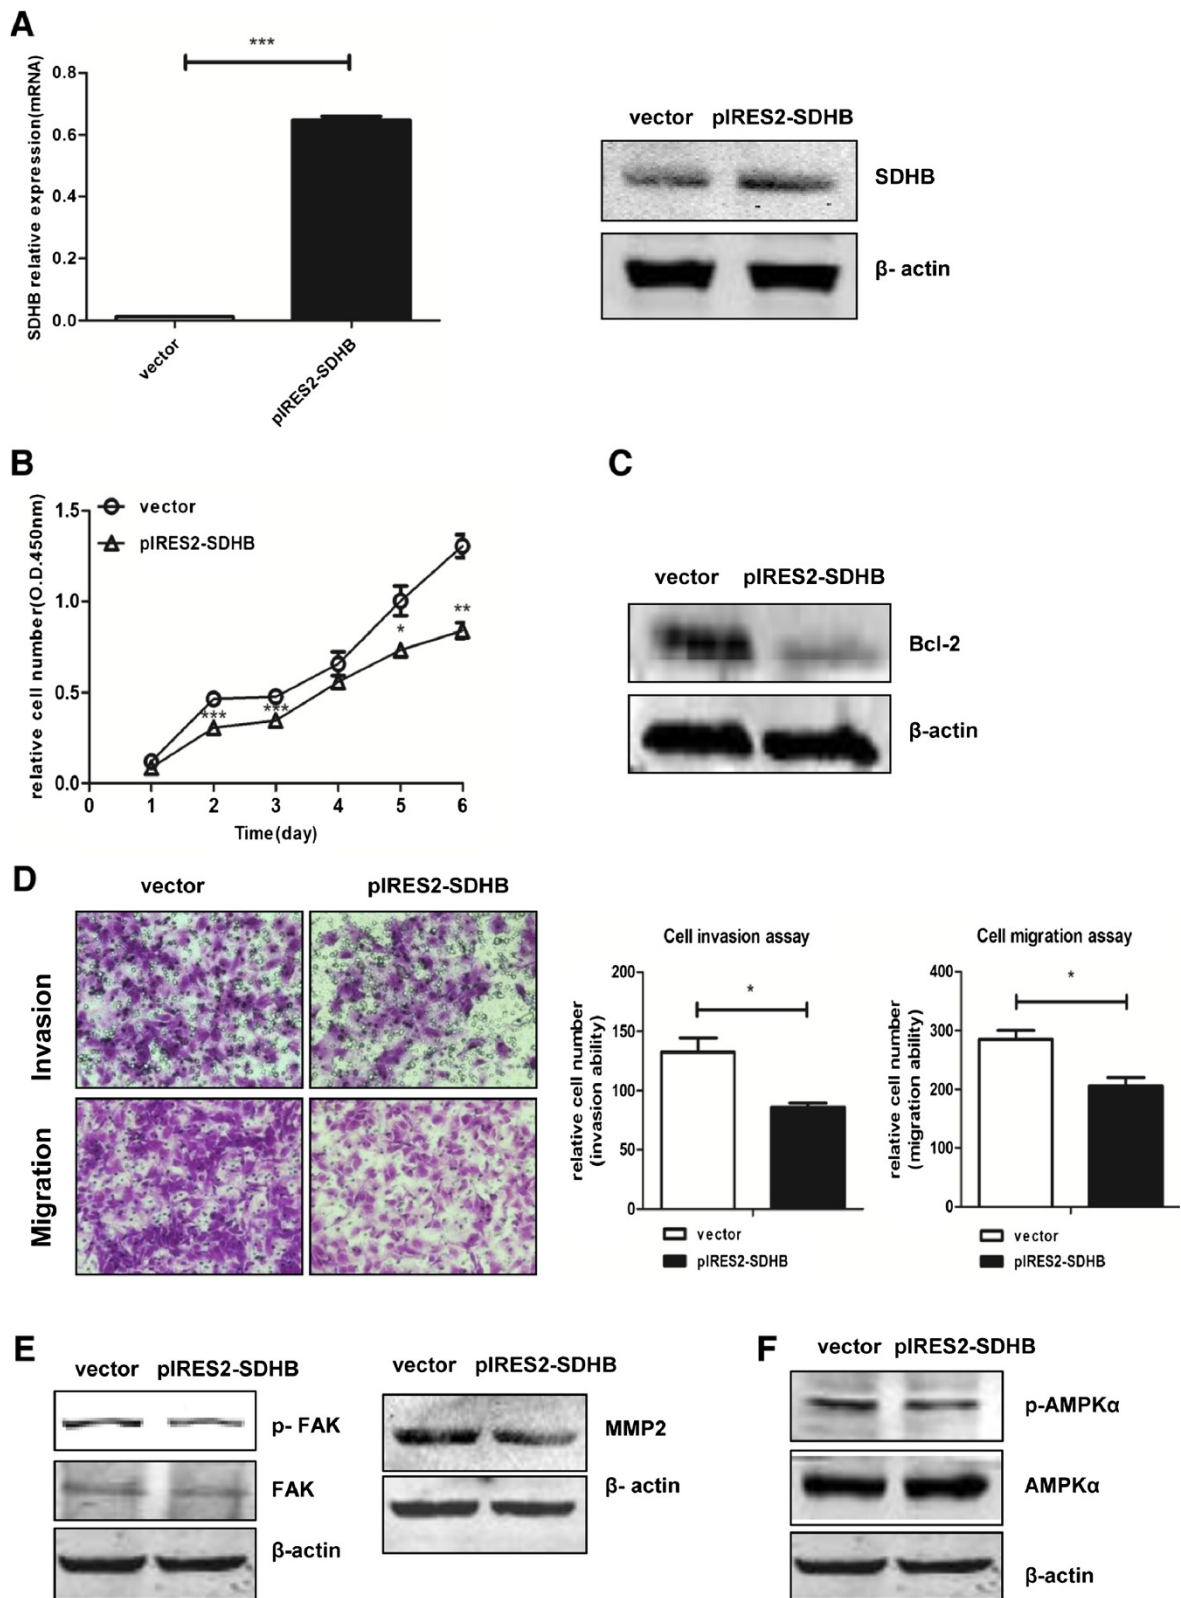 A
***
SDHB relative expression(mRNA)
0.8
0.6
0.4
0.2
0.0
vector
pIRES2-SDHB
vector pIRES2-SDHB
SDHB
β- actin
B
relative cell number(O.D.450nm)
1.5
1.0
0.5
0.0
vector
pIRES2-SDHB
***
***
*
**
0 1 2 3 4 5 6
Time(day)
C
vector pIRES2-SDHB
Bcl-2
β-actin
D
vector pIRES2-SDHB
Invasion
Migration
Cell invasion assay
relative cell number
(invasion ability)
200
150
100
50
0
*
vector
pIRES2-SDHB
Cell migration assay
relative cell number
(migration ability)
400
300
200
100
0
*
vector
pIRES2-SDHB
E
vector pIRES2-SDHB
p- FAK
FAK
β-actin
vector pIRES2-SDHB
MMP2
β- actin
F
vector pIRES2-SDHB
p-AMPKα
AMPKα
β-actin